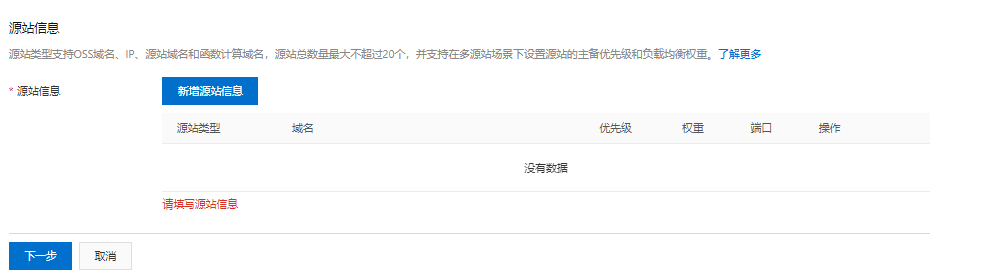 源站信息
源站类型支持OSS域名、IP、源站域名和函数计算域名，源站总数量最大不超过20个，并支持在多源站场景下设置源站的主备优先级和负载均衡权重。了解更多
* 源站信息 新增源站信息
源站类型 域名 优先级 权重 端口 操作
没有数据
请填写源站信息
下一步 取消